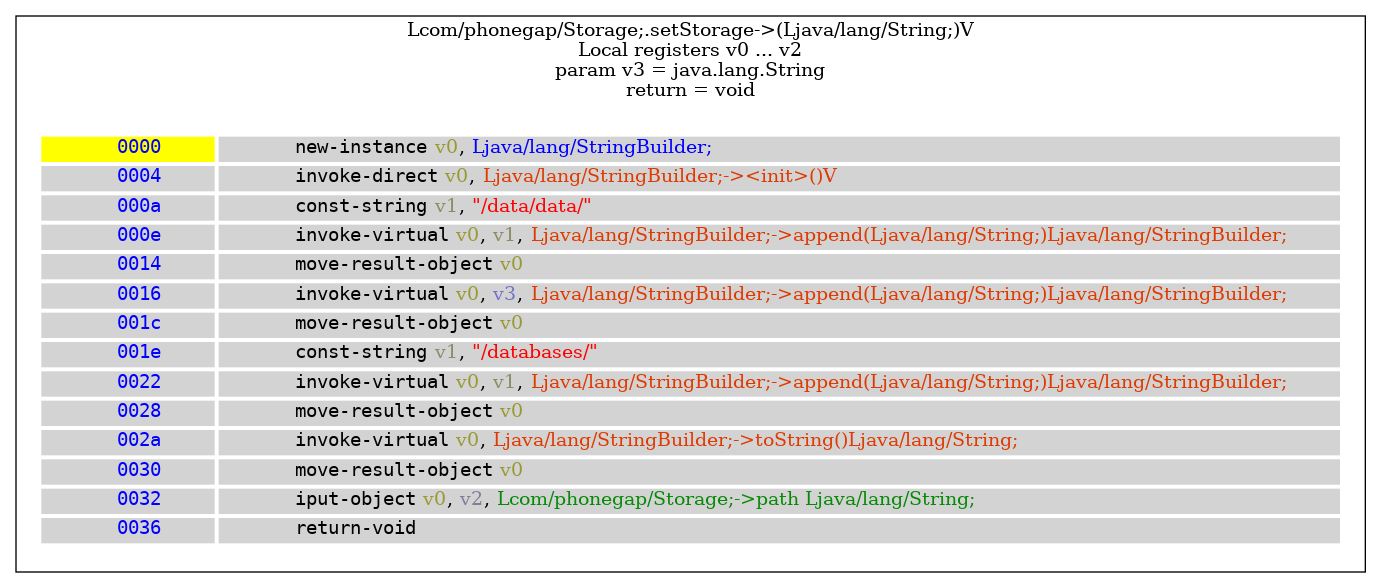 Lcom/phonegap/Storage;.setStorage->(Ljava/lang/String;)V
Local registers v0 ... v2
param v3 = java.lang.String
return = void
0000 new-instance v0, Ljava/lang/StringBuilder;
0004 invoke-direct v0, Ljava/lang/StringBuilder;-><init>()V
000a const-string v1, "/data/data/"
000e invoke-virtual v0, v1, Ljava/lang/StringBuilder;->append(Ljava/lang/String;)Ljava/lang/StringBuilder;
0014 move-result-object v0
0016 invoke-virtual v0, v3, Ljava/lang/StringBuilder;->append(Ljava/lang/String;)Ljava/lang/StringBuilder;
001c move-result-object v0
001e const-string v1, "/databases/"
0022 invoke-virtual v0, v1, Ljava/lang/StringBuilder;->append(Ljava/lang/String;)Ljava/lang/StringBuilder;
0028 move-result-object v0
002a invoke-virtual v0, Ljava/lang/StringBuilder;->toString()Ljava/lang/String;
0030 move-result-object v0
0032 iput-object v0, v2, Lcom/phonegap/Storage;->path Ljava/lang/String;
0036 return-void